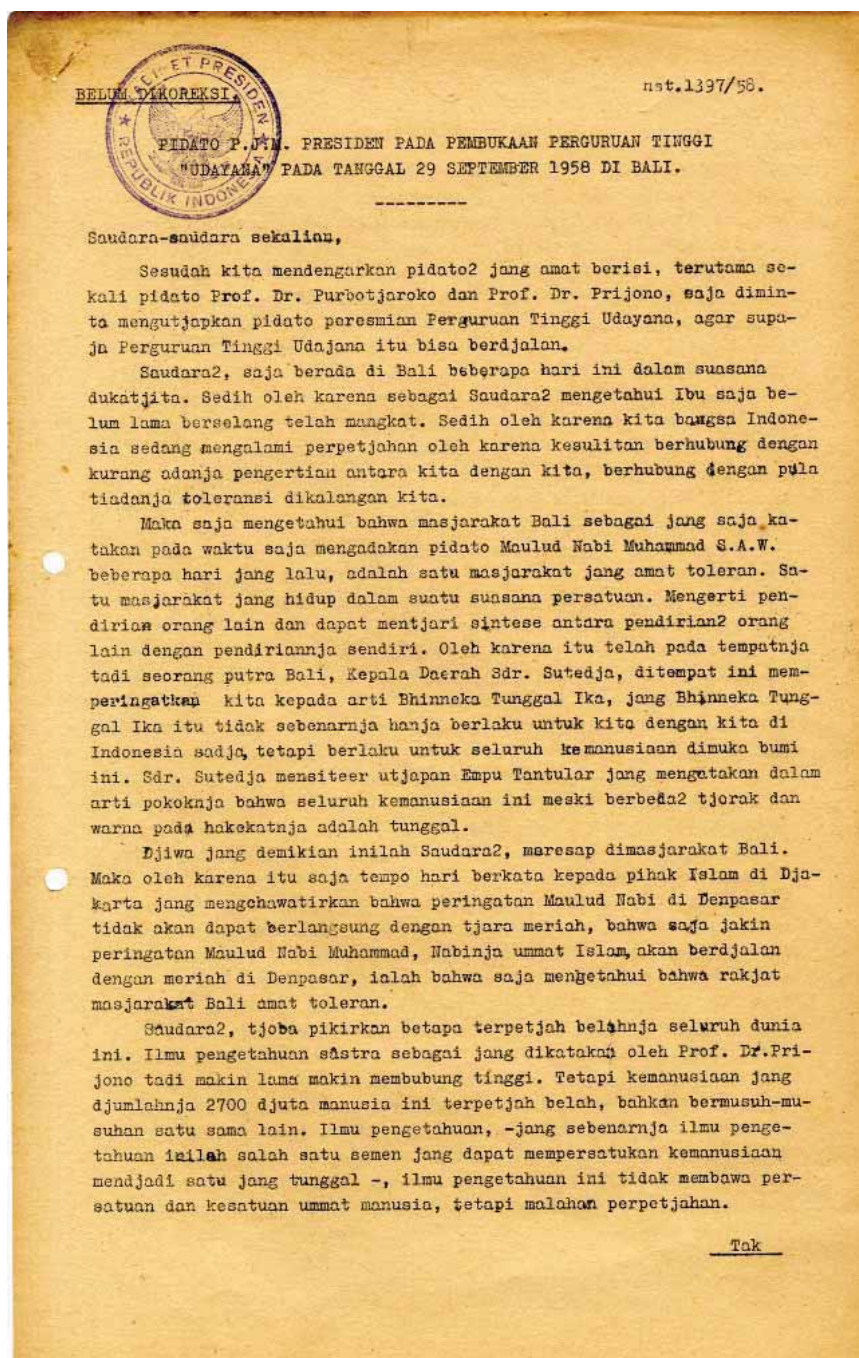 KABINET PRESIDEN
REPUBLIK INDONESIA
BELUM DIKOREKSI.
nst.1397/58.
PIDATO P.J.M. PRESIDEN PADA PEMBUKAAN PERGURUAN TINGGI
"UDAYANA" PADA TANGGAL 29 SEPTEMBER 1958 DI BALI.
---------
Saudara-saudara sekalian,
Sesudah kita mendengarkan pidato2 jang amat berisi, terutama se-
kali pidato Prof. Dr. Purbotjaroko dan Prof. Dr. Prijono, saja dimin-
ta mengutjapkan pidato peresmian Perguruan Tinggi Udayana, agar supa-
ja Perguruan Tinggi Udajana itu bisa berdjalan.
Saudara2, saja berada di Bali beberapa hari ini dalam suasana
dukatjita. Sedih oleh karena sebagai Saudara2 mengetahui Ibu saja be-
lum lama berselang telah mangkat. Sedih oleh karena kita bangsa Indone-
sia sedang mengalami perpetjahan oleh karena kesulitan berhubung dengan
kurang adanja pengertian antara kita dengan kita, berhubung dengan pula
tiadanja toleransi dikalangan kita.
Maka saja mengetahui bahwa masjarakat Bali sebagai jang saja ka-
takan pada waktu saja mengadakan pidato Maulud Nabi Muhammad S.A.W.
beberapa hari jang lalu, adalah satu masjarakat jang amat toleran. Sa-
tu masjarakat jang hidup dalam suatu suasana persatuan. Mengerti pen-
dirian orang lain dan dapat mentjari sintese antara pendirian2 orang
lain dengan pendiriannja sendiri. Oleh karena itu telah pada tempatnja
tadi seorang putra Bali, Kepala Daerah Sdr. Sutedja, ditempat ini mem-
peringatkan kita kepada arti Bhinneka Tunggal Ika, jang Bhinneka Tung-
gal Ika itu tidak sebenarnja hanja berlaku untuk kita dengan kita di
Indonesia sadja, tetapi berlaku untuk seluruh kemanusiaan dimuka bumi
ini. Sdr. Sutedja mensiteer utjapan Empu Tantular jang mengatakan dalam
arti pokoknja bahwa seluruh kemanusiaan ini meski berbeda2 tjorak dan
warna pada hakekatnja adalah tunggal.
Djiwa jang demikian inilah Saudara2, maresap dimasjarakat Bali.
Maka oleh karena itu saja tempo hari berkata kepada pihak Islam di Dja-
karta jang mengchawatirkan bahwa peringatan Maulud Nabi di Denpasar
tidak akan dapat berlangsung dengan tjara meriah, bahwa saja jakin
peringatan Maulud Nabi Muhammad, Nabinja ummat Islam, akan berdjalan
dengan meriah di Denpasar, ialah bahwa saja mengetahui bahwa rakjat
masjarakat Bali amat toleran.
Saudara2, tjoba pikirkan betapa terpetjah belahnja seluruh dunia
ini. Ilmu pengetahuan sastra sebagai jang dikatakan oleh Prof. Dr.Pri-
jono tadi makin lama makin membubung tinggi. Tetapi kemanusiaan jang
djumlahnja 2700 djuta manusia ini terpetjah belah, bahkan bermusuh-mu-
suhan satu sama lain. Ilmu pengetahuan, -jang sebenarnja ilmu penge-
tahuan inilah salah satu semen jang dapat mempersatukan kemanusiaan
mendjadi satu jang tunggal -, ilmu pengetahuan ini tidak membawa per-
satuan dan kesatuan ummat manusia, tetapi malahan perpetjahan.
Tak